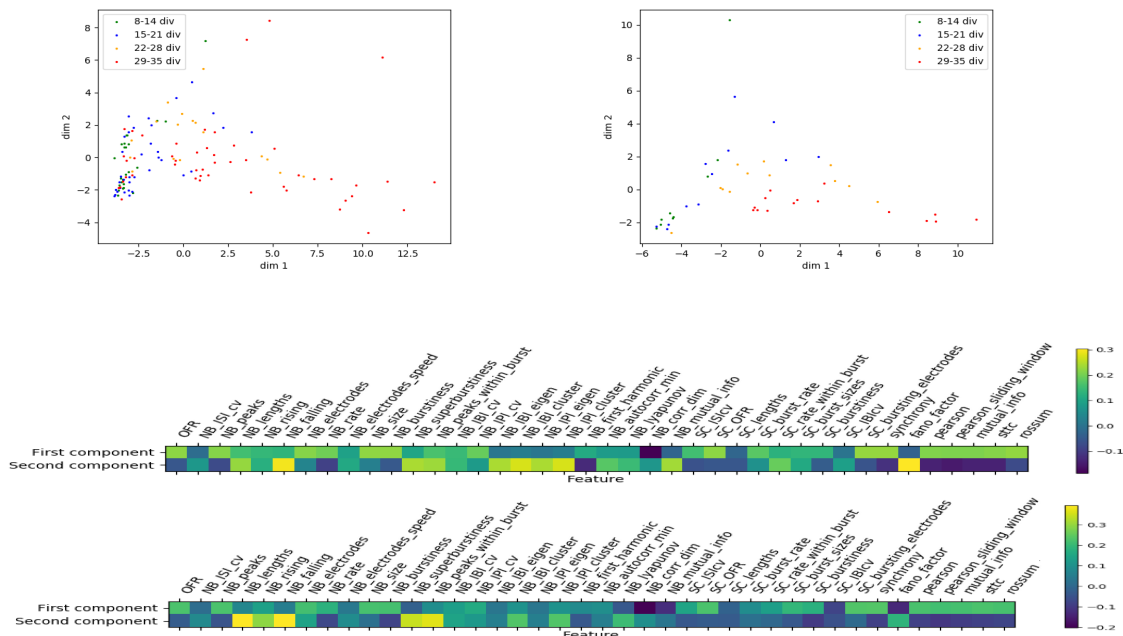 8-14 div
15-21 div
22-28 div
29-35 div
8
6
4
2
0
−2
−4
dim 2
−2.5
0.0
2.5
5.0
7.5
10.0
12.5
dim 1
8-14 div
15-21 div
22-28 div
29-35 div
10
8
6
4
2
0
−2
dim 2
−6
−4
−2
0
2
4
6
8
10
dim 1
OFR
NB_ISI_cv
NB_peaks
NB_lengths
NB_rising
NB_falling
NB_electrodes
NB_rate
NB_electrodes_speed
NB_size
NB_burstiness
NB_superburstiness
NB_peaks_within_burst
NB_IBI_cv
NB_IPI_cv
NB_IBI_eigen
NB_IBI_cluster
NB_IPI_eigen
NB_IPI_cluster
NB_first_harmonic
NB_autocorr_min
NB_lyapunov
NB_corr_dim
NB_mutual_info
SC_ISIcv
SC_OFR
SC_lengths
SC_burst_rate
SC_rate_within_burst
SC_burst_sizes
SC_burstiness
SC_IBIcv
SC_bursting_electrodes
synchrony
fano_factor
pearson
pearson_sliding_window
mutual_info
sttc
rossum
First component
Second component
Feature
0.3
0.2
0.1
0.0
−0.1
OFR
NB_ISI_cv
NB_peaks
NB_lengths
NB_rising
NB_falling
NB_electrodes
NB_rate
NB_electrodes_speed
NB_size
NB_burstiness
NB_superburstiness
NB_peaks_within_burst
NB_IPI_cv
NB_IBI_eigen
NB_IBI_cluster
NB_IPI_eigen
NB_IPI_cluster
NB_first_harmonic
NB_autocorr_min
NB_lyapunov
NB_corr_dim
NB_mutual_info
SC_ISIcv
SC_OFR
SC_lengths
SC_burst_rate
SC_rate_within_burst
SC_burst_sizes
SC_burstiness
SC_IBIcv
SC_bursting_electrodes
synchrony
fano_factor
pearson
pearson_sliding_window
mutual_info
sttc
rossum
First component
Second component
Feature
0.3
0.2
0.1
0.0
−0.1
−0.2